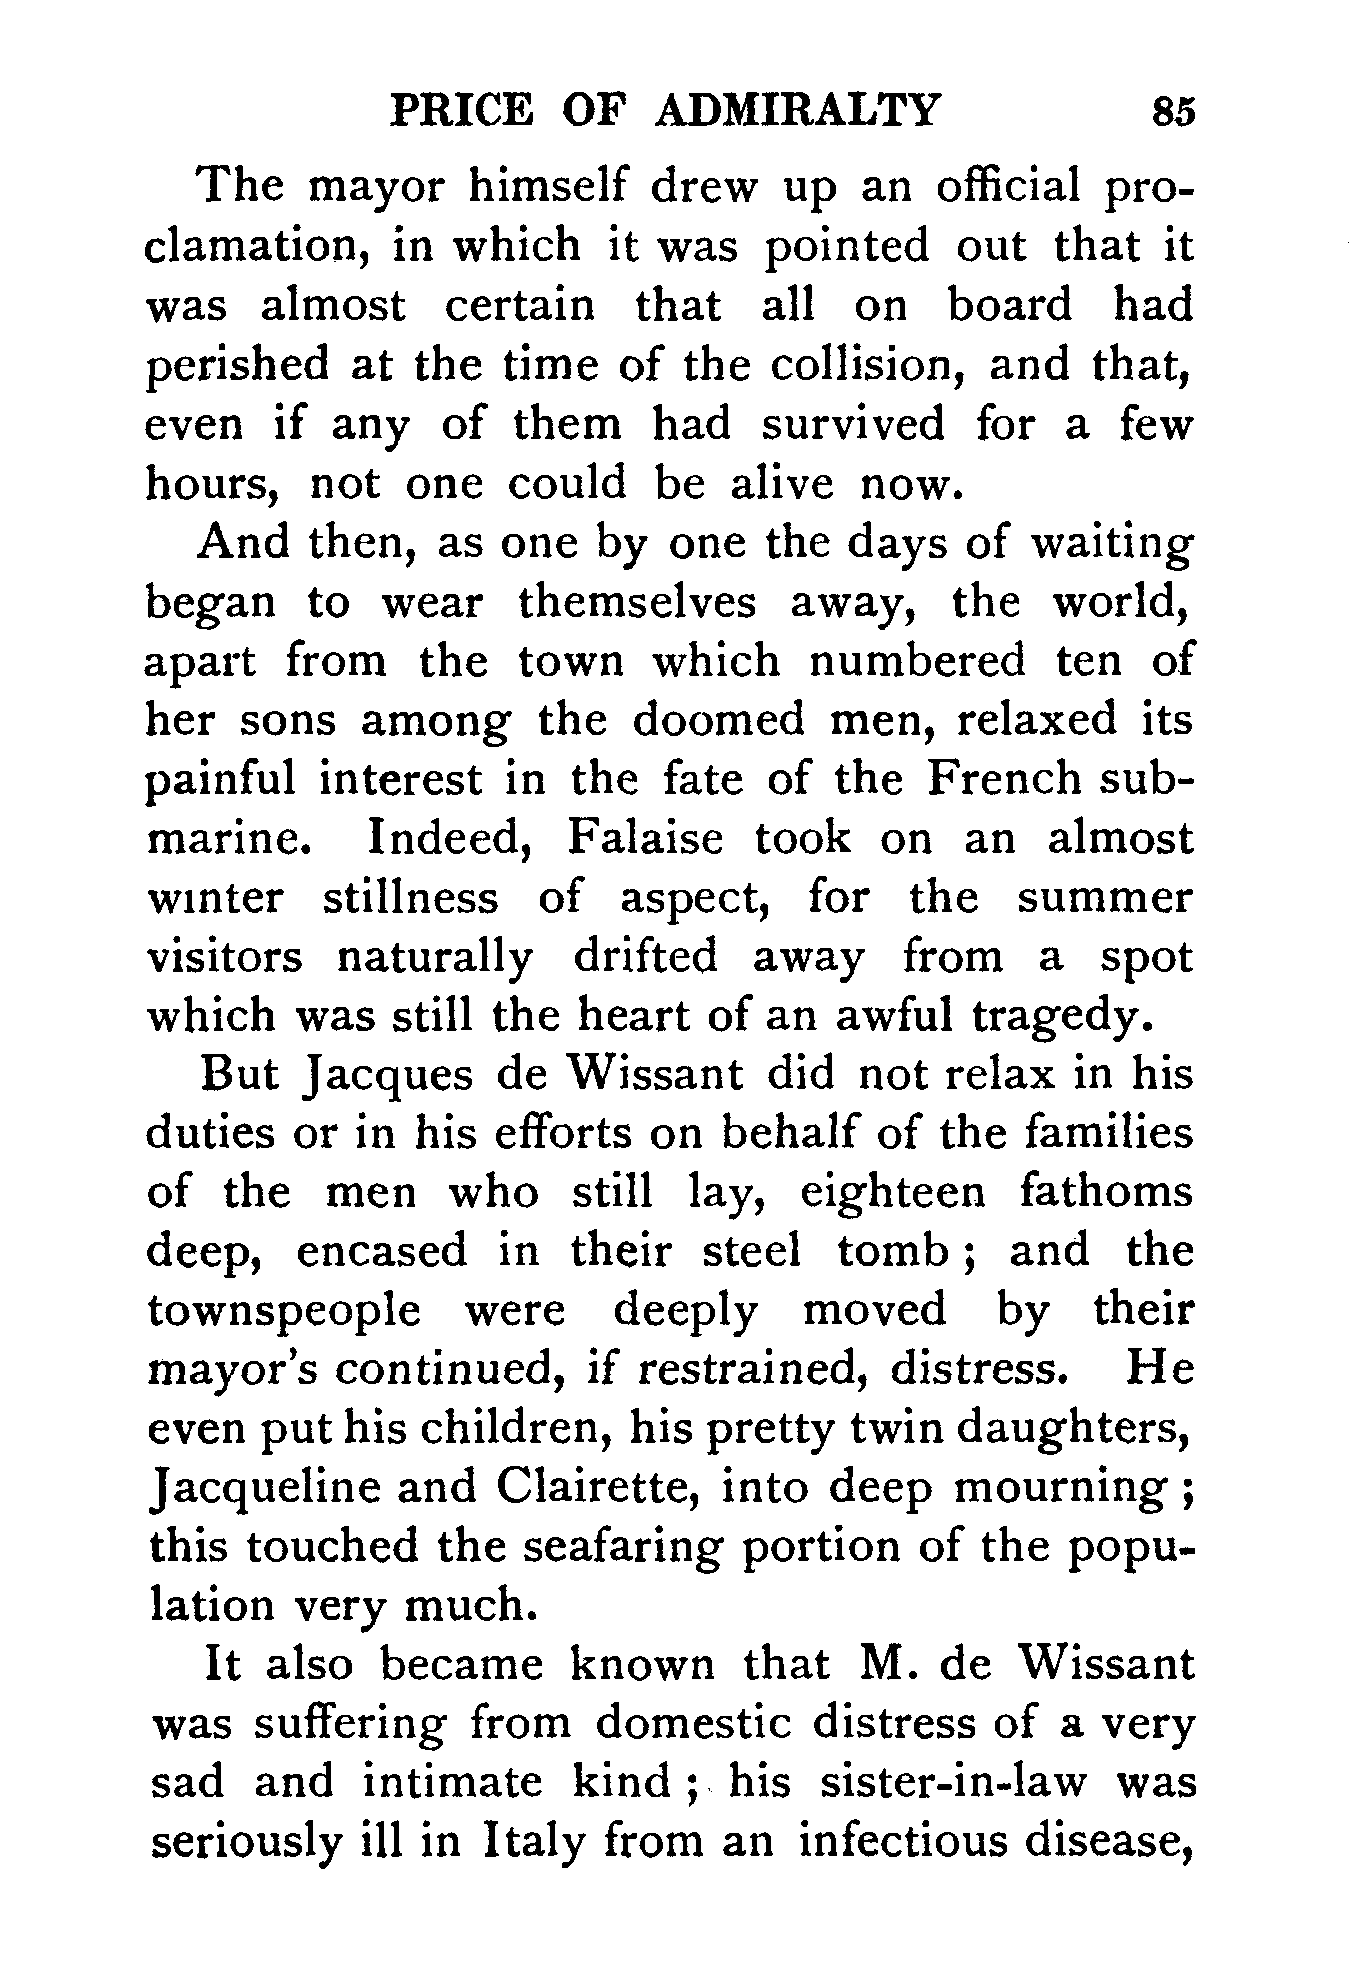 PRICE OF ADMIRALTY 85
The mayor himself drew up an official pro-
clamation, in which it was pointed out that it
was almost certain that all on board had
perished at the time of the collision, and that,
even if any of them had survived for a few
hours, not one could be alive now.
And then, as one by one the days of waiting
began to wear themselves away, the world,
apart from the town which numbered ten of
her sons among the doomed men, relaxed its
painful interest in the fate of the French sub-
marine. Indeed, Falaise took on an almost
winter stillness of aspect, for the summer
visitors naturally drifted away from a spot
which was still the heart of an awful tragedy.
But Jacques de Wissant did not relax in his
duties or in his efforts on behalf of the families
of the men who still lay, eighteen fathoms
deep, encased in their steel tomb ; and the
townspeople were deeply moved by their
mayor's continued, if restrained, distress. He
even put his children, his pretty twin daughters,
Jacqueline and Clairette, into deep mourning ;
this touched the seafaring portion of the popu-
lation very much.
It also became known that M. de Wissant
was suffering from domestic distress of a very
sad and intimate kind ; his sister-in-law was
seriously ill in Italy from an infectious disease,